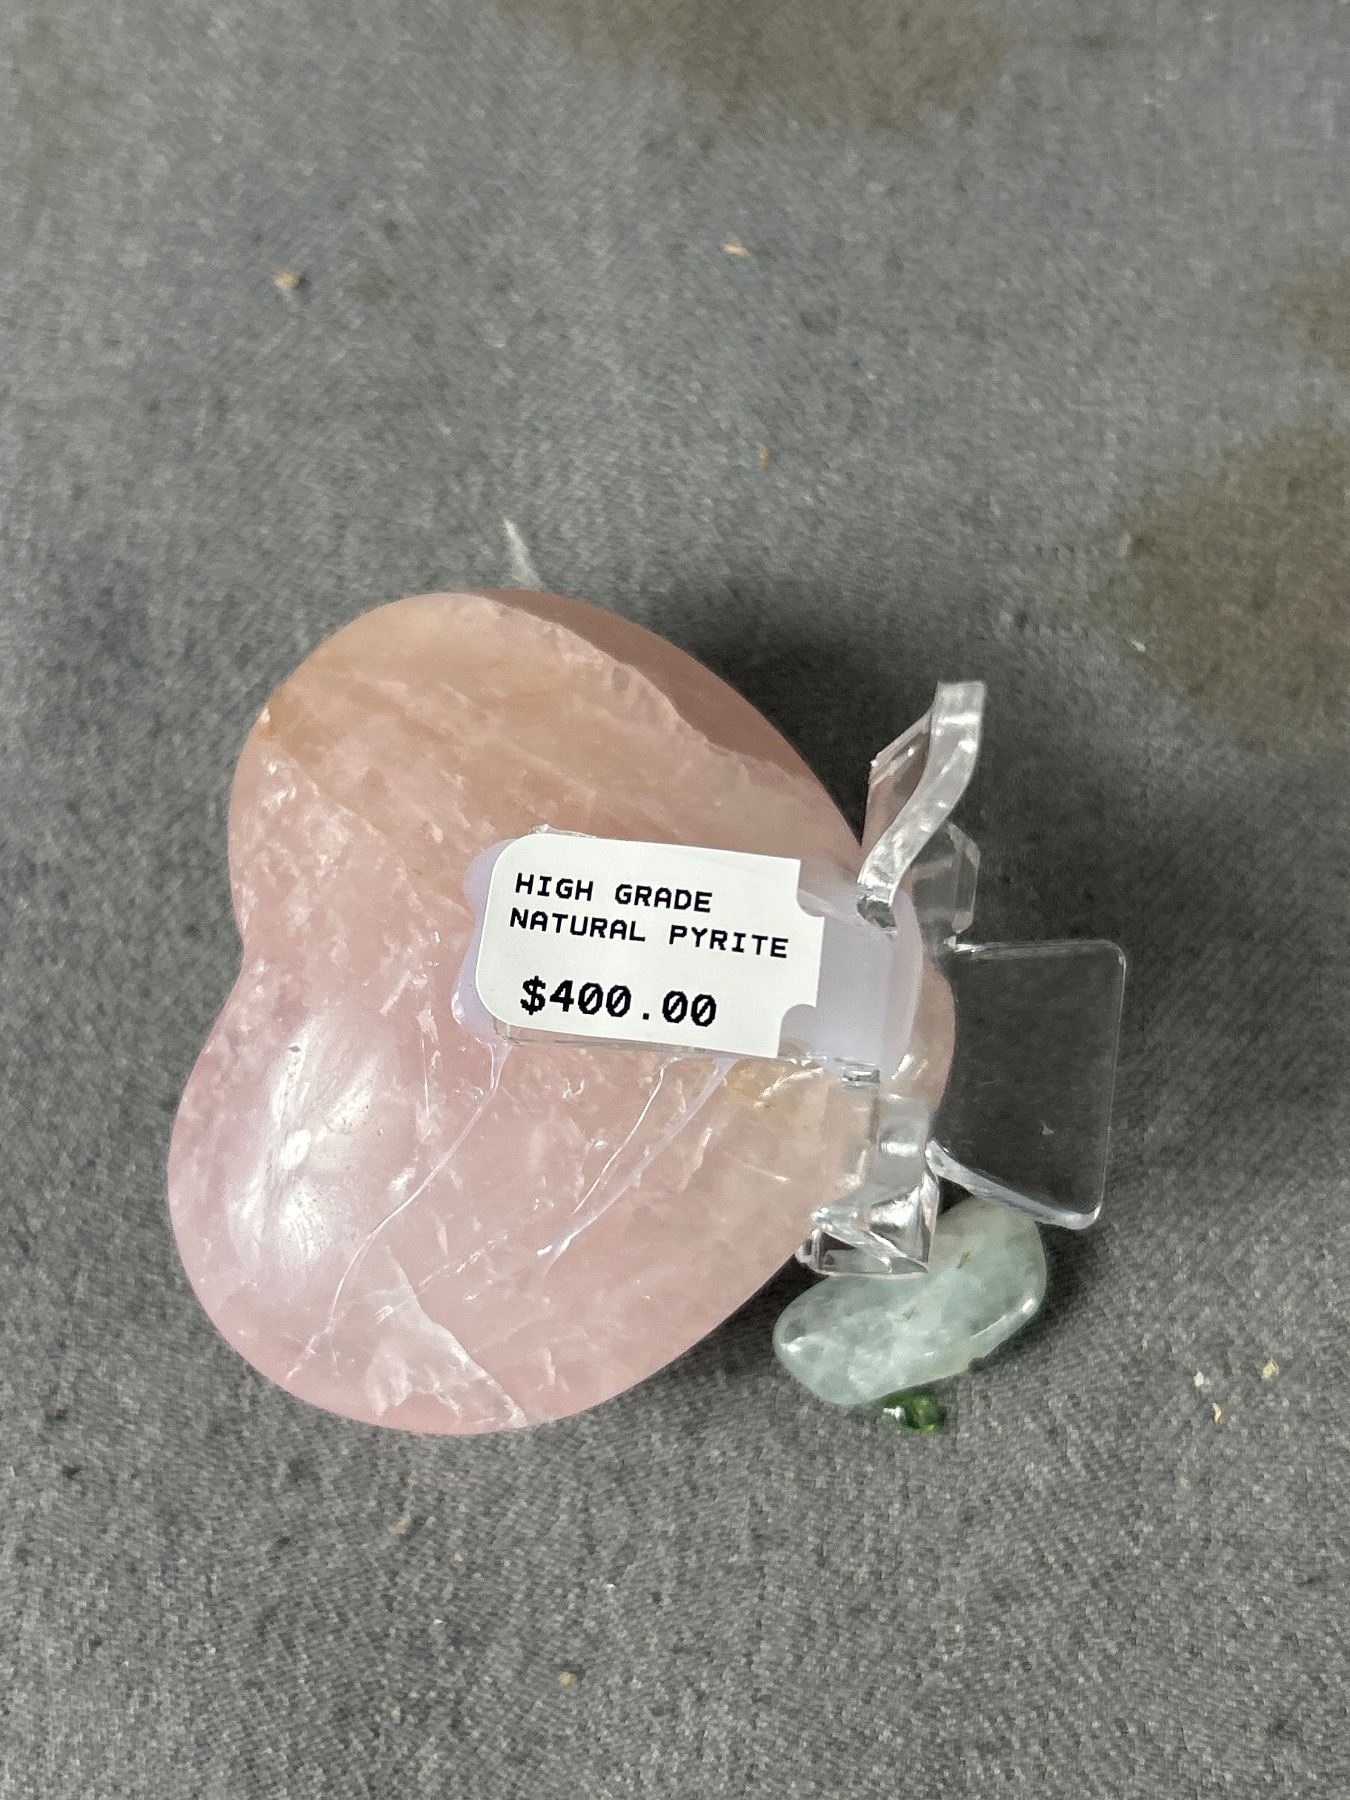 HIGH GRADE
NATURAL PYRITE
$400.00